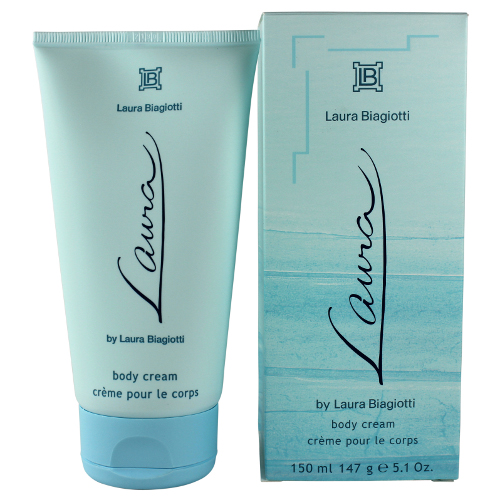 LB
Laura Biagiotti
Laura
by Laura Biagiotti
body cream
crème pour le corps
LB
Laura Biagiotti
Laura
by Laura Biagiotti
body cream
crème pour le corps
150 ml 147 g e 5.1 Oz.